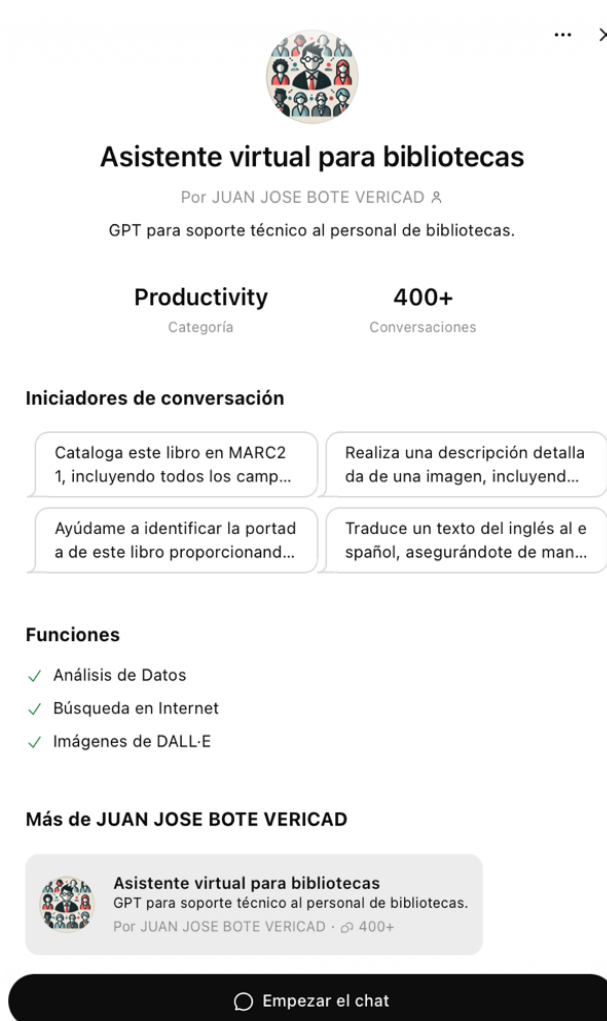 Asistente virtual para bibliotecas
Por JUAN JOSE BOTE VERICAD
GPT para soporte técnico al personal de bibliotecas.
Productivity
400+
Categoría
Conversaciones
Iniciadores de conversación
Cataloga este libro en MARC2
1, incluyendo todos los camp...
Realiza una descripción detalla
da de una imagen, incluyend...
Ayúdame a identificar la portad
a de este libro proporcionand...
Traduce un texto del inglés al e
spañol, asegurándote de man...
Funciones
Análisis de Datos
Búsqueda en Internet
Imágenes de DALL·E
Más de JUAN JOSE BOTE VERICAD
Asistente virtual para bibliotecas
GPT para soporte técnico al personal de bibliotecas.
Por JUAN JOSE BOTE VERICAD · 400+
Empezar el chat